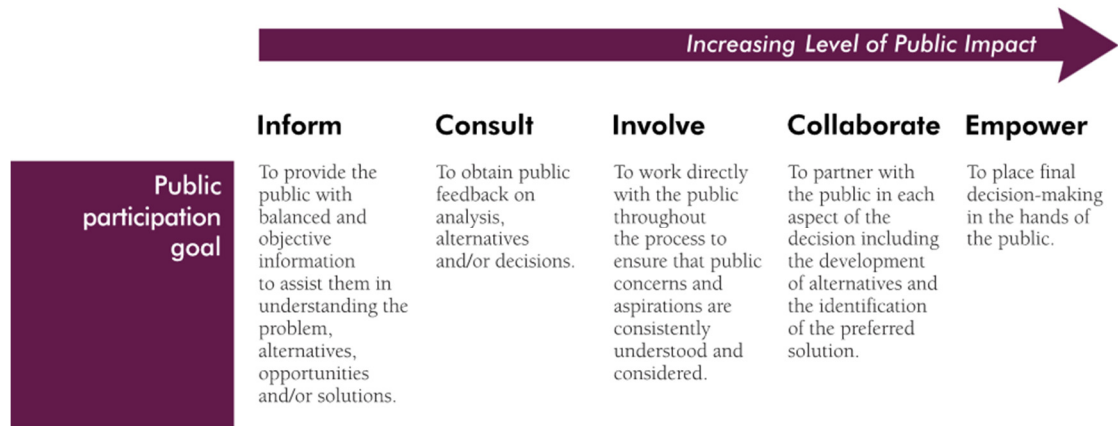 Increasing Level of Public Impact
Inform
Consult
Involve
Collaborate
Empower
Public
participation
goal
To provide the
public with
balanced and
objective
information
to assist them in
understanding the
problem,
alternatives,
opportunities
and/or solutions.
To obtain public
feedback on
analysis,
alternatives
and/or decisions.
To work directly
with the public
throughout
the process to
ensure that public
concerns and
aspirations are
consistently
understood and
considered.
To partner with
the public in each
aspect of the
decision including
the development
of alternatives and
the identification
of the preferred
solution.
To place final
decision-making
in the hands of
the public.